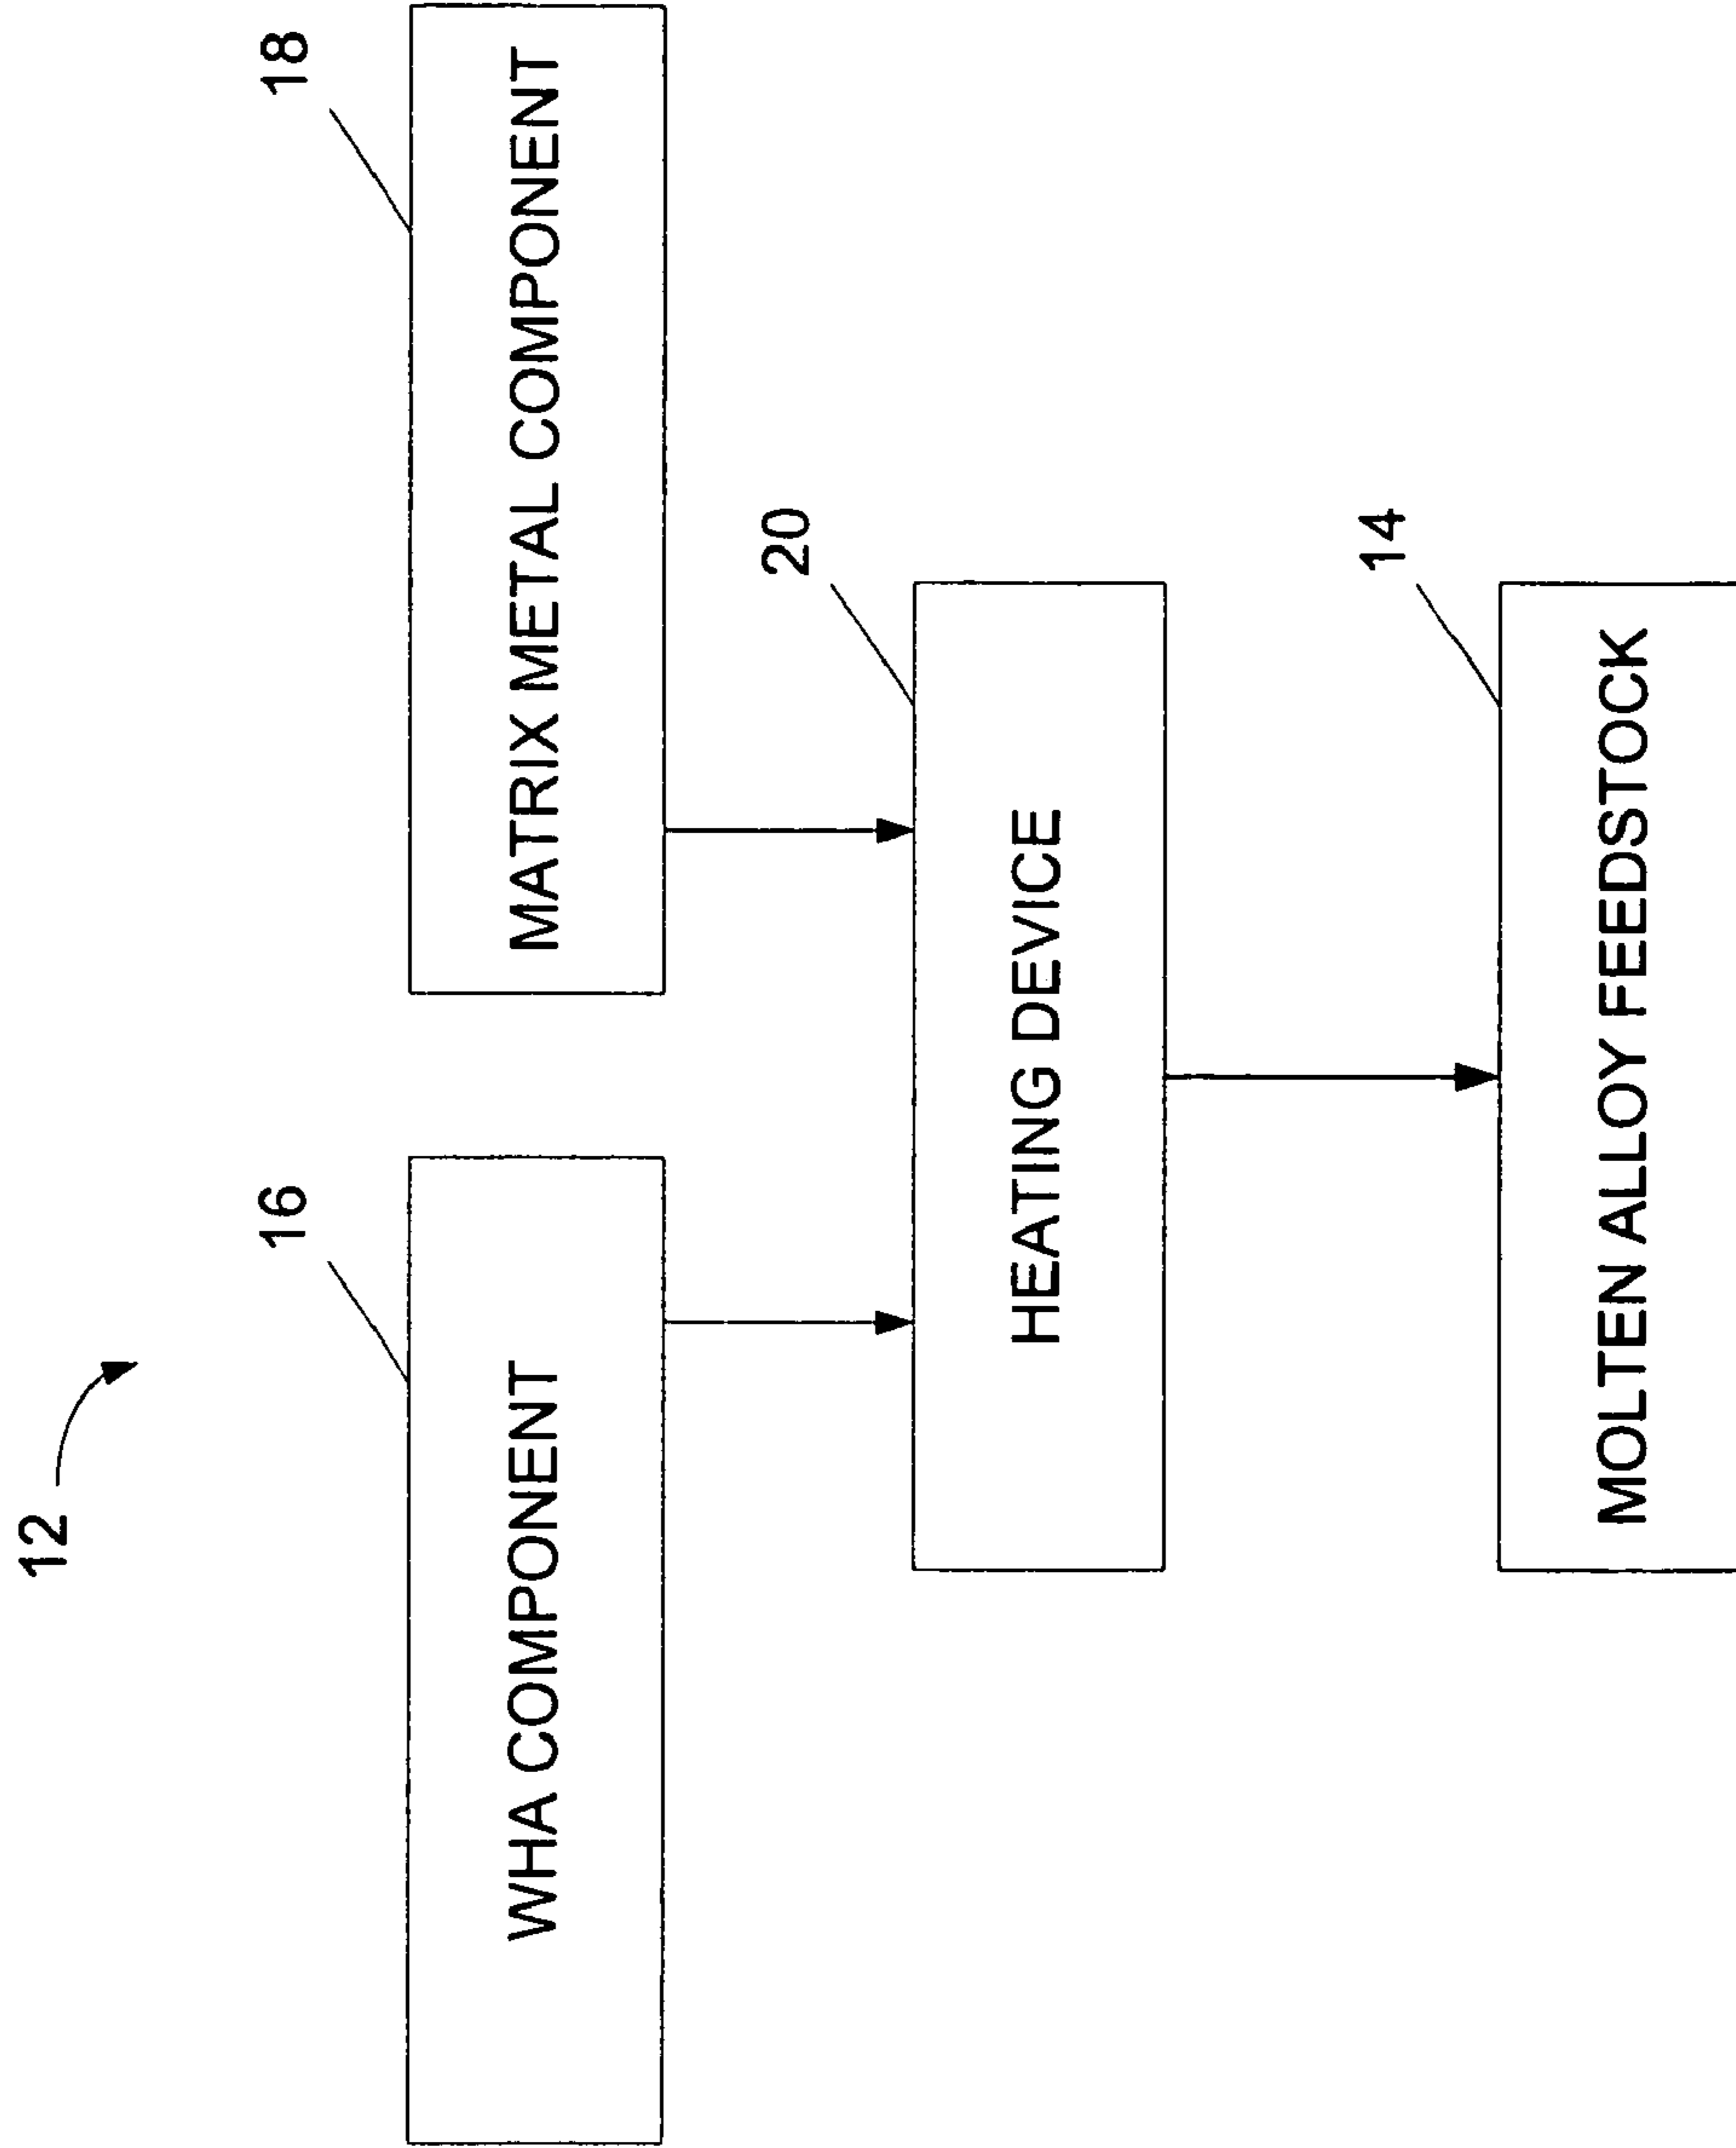 12
16
WHA COMPONENT
18
MATRIX METAL COMPONENT
20
HEATING DEVICE
14
MOLTEN ALLOY FEEDSTOCK